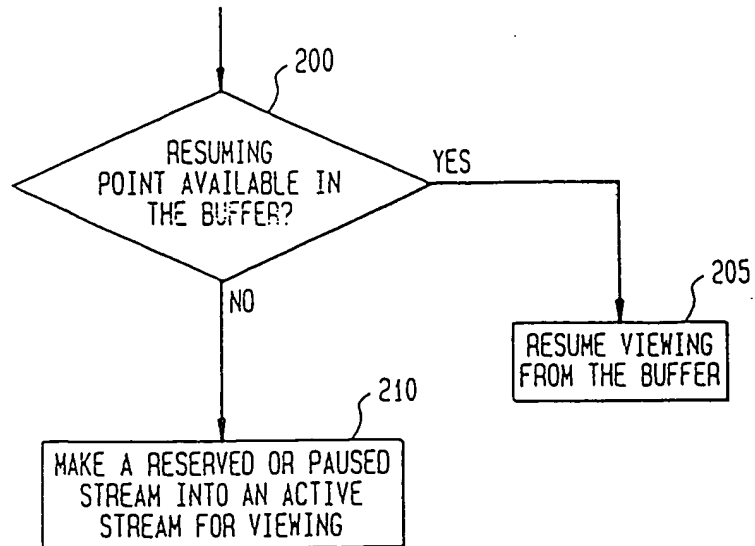 200
RESUMING
POINT AVAILABLE IN
THE BUFFER?
YES
NO
205
RESUME VIEWING
FROM THE BUFFER
210
MAKE A RESERVED OR PAUSED
STREAM INTO AN ACTIVE
STREAM FOR VIEWING